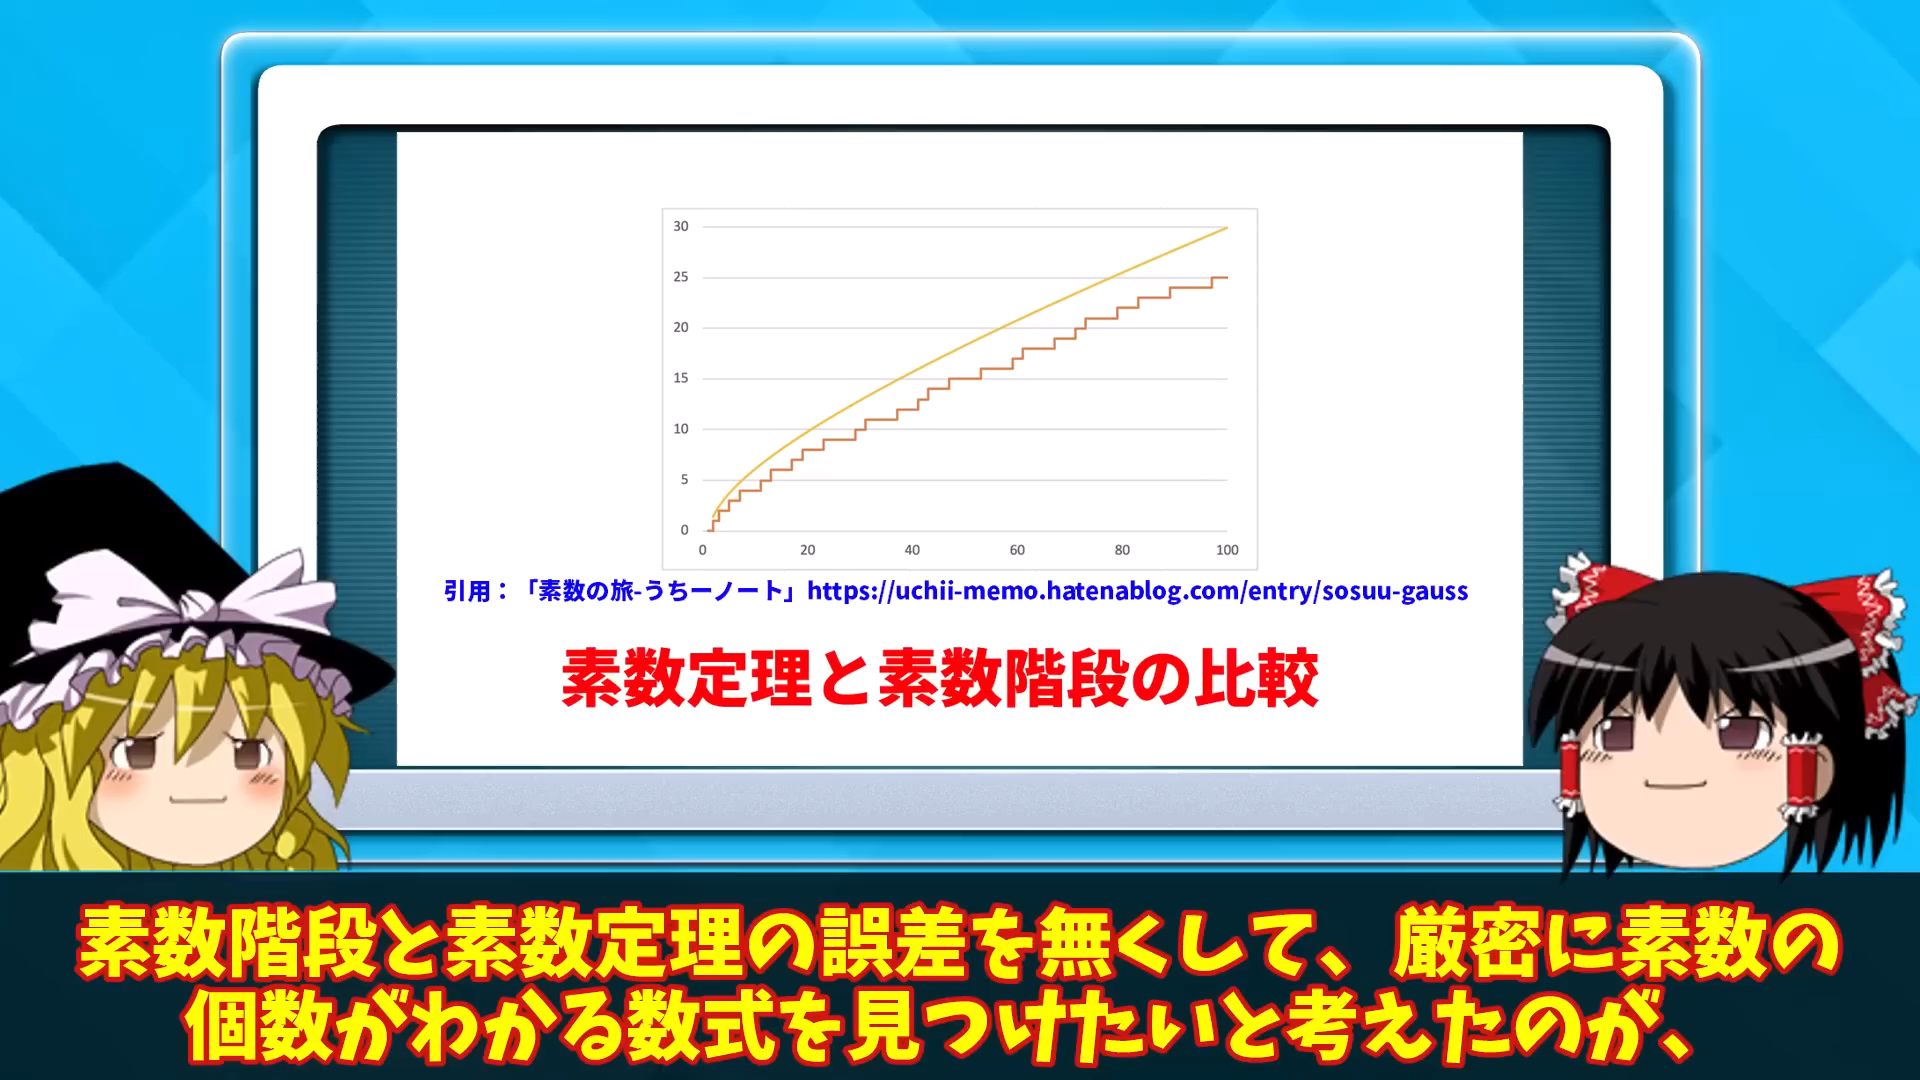 30
25
20
15
10
5
0
0 20 40 60 80 100
引用：「素数の旅-うちーノート」https://uchii-memo.hatenablog.com/entry/sosuu-gauss
素数定理と素数階段の比較
素数階段と素数定理の誤差を無くして、厳密に素数の
個数がわかる数式を見つけたいと考えたのが、